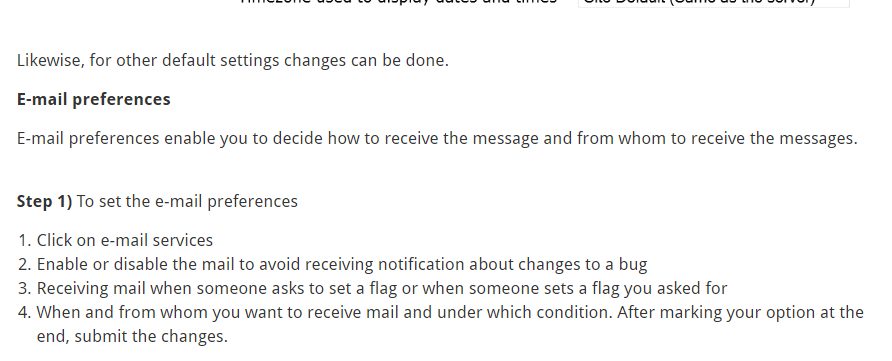 Timezone used to display dates and times Site Default (Same as the server)
Likewise, for other default settings changes can be done.
E-mail preferences
E-mail preferences enable you to decide how to receive the message and from whom to receive the messages.
Step 1) To set the e-mail preferences
1. Click on e-mail services
2. Enable or disable the mail to avoid receiving notification about changes to a bug
3. Receiving mail when someone asks to set a flag or when someone sets a flag you asked for
4. When and from whom you want to receive mail and under which condition. After marking your option at the
end, submit the changes.